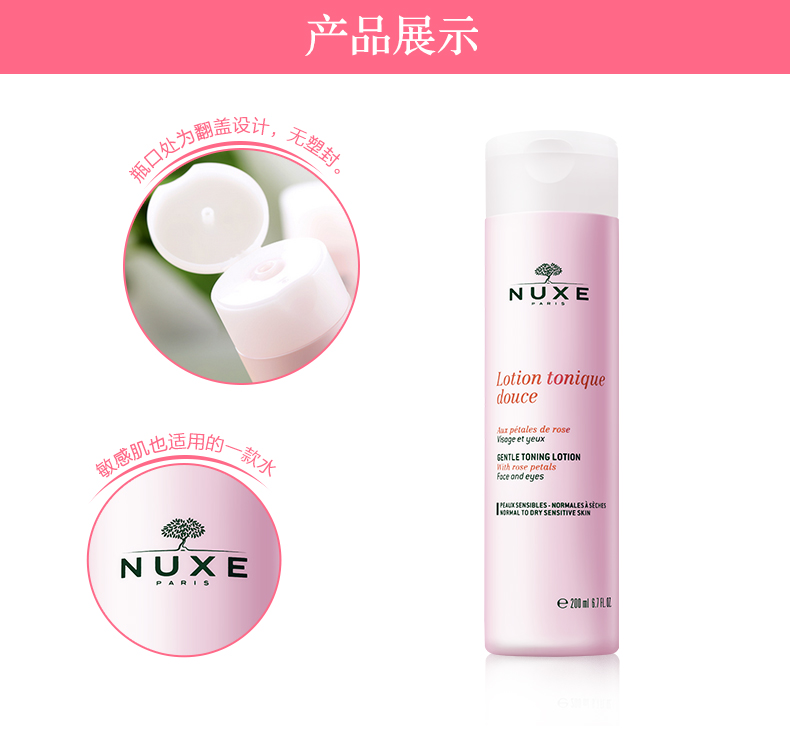 产品展示
瓶口处为翻盖设计，无塑封。
NUXE
PARIS
Lotion tonique
douce
Aux pétales de rose
Visage et yeux
GENTLE TONING LOTION
With rose petals
Face and eyes
PEAUX SENSIBLES - NORMALES À SÈCHES
NORMAL TO DRY SENSITIVE SKIN
℮ 200 ml 6.7 FL. OZ.
敏感肌也适用的一款水
NUXE
PARIS